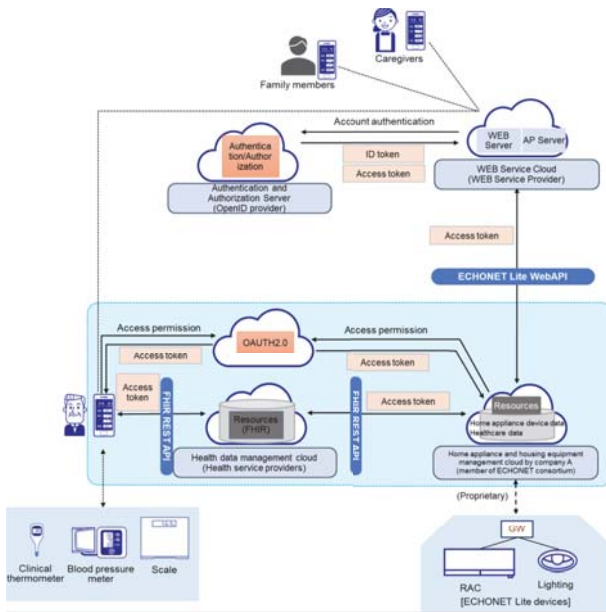 Family members
Caregivers
Account authentication
Authentica
tion/Author
ization
ID token
Access token
WEB
Server
AP Server
WEB Service Cloud
(WEB Service Provider)
Authentication and
Authorization Server
(OpenID provider)
Access token
ECHONET Lite WebAPI
Access permission
OAUTH2.0
Access permission
Access token
Access token
Access
token
FHIR REST API
Resources
(FHIR)
FHIR REST API
Access token
Resources
Home appliance device data
Healthcare data
Health data management cloud
(Health service providers)
Home appliance and housing equipment
management cloud by company A
(member of ECHONET consortium)
(Proprietary)
GW
Clinical
thermometer
Blood pressure
meter
Scale
RAC
Lighting
[ECHONET Lite devices]